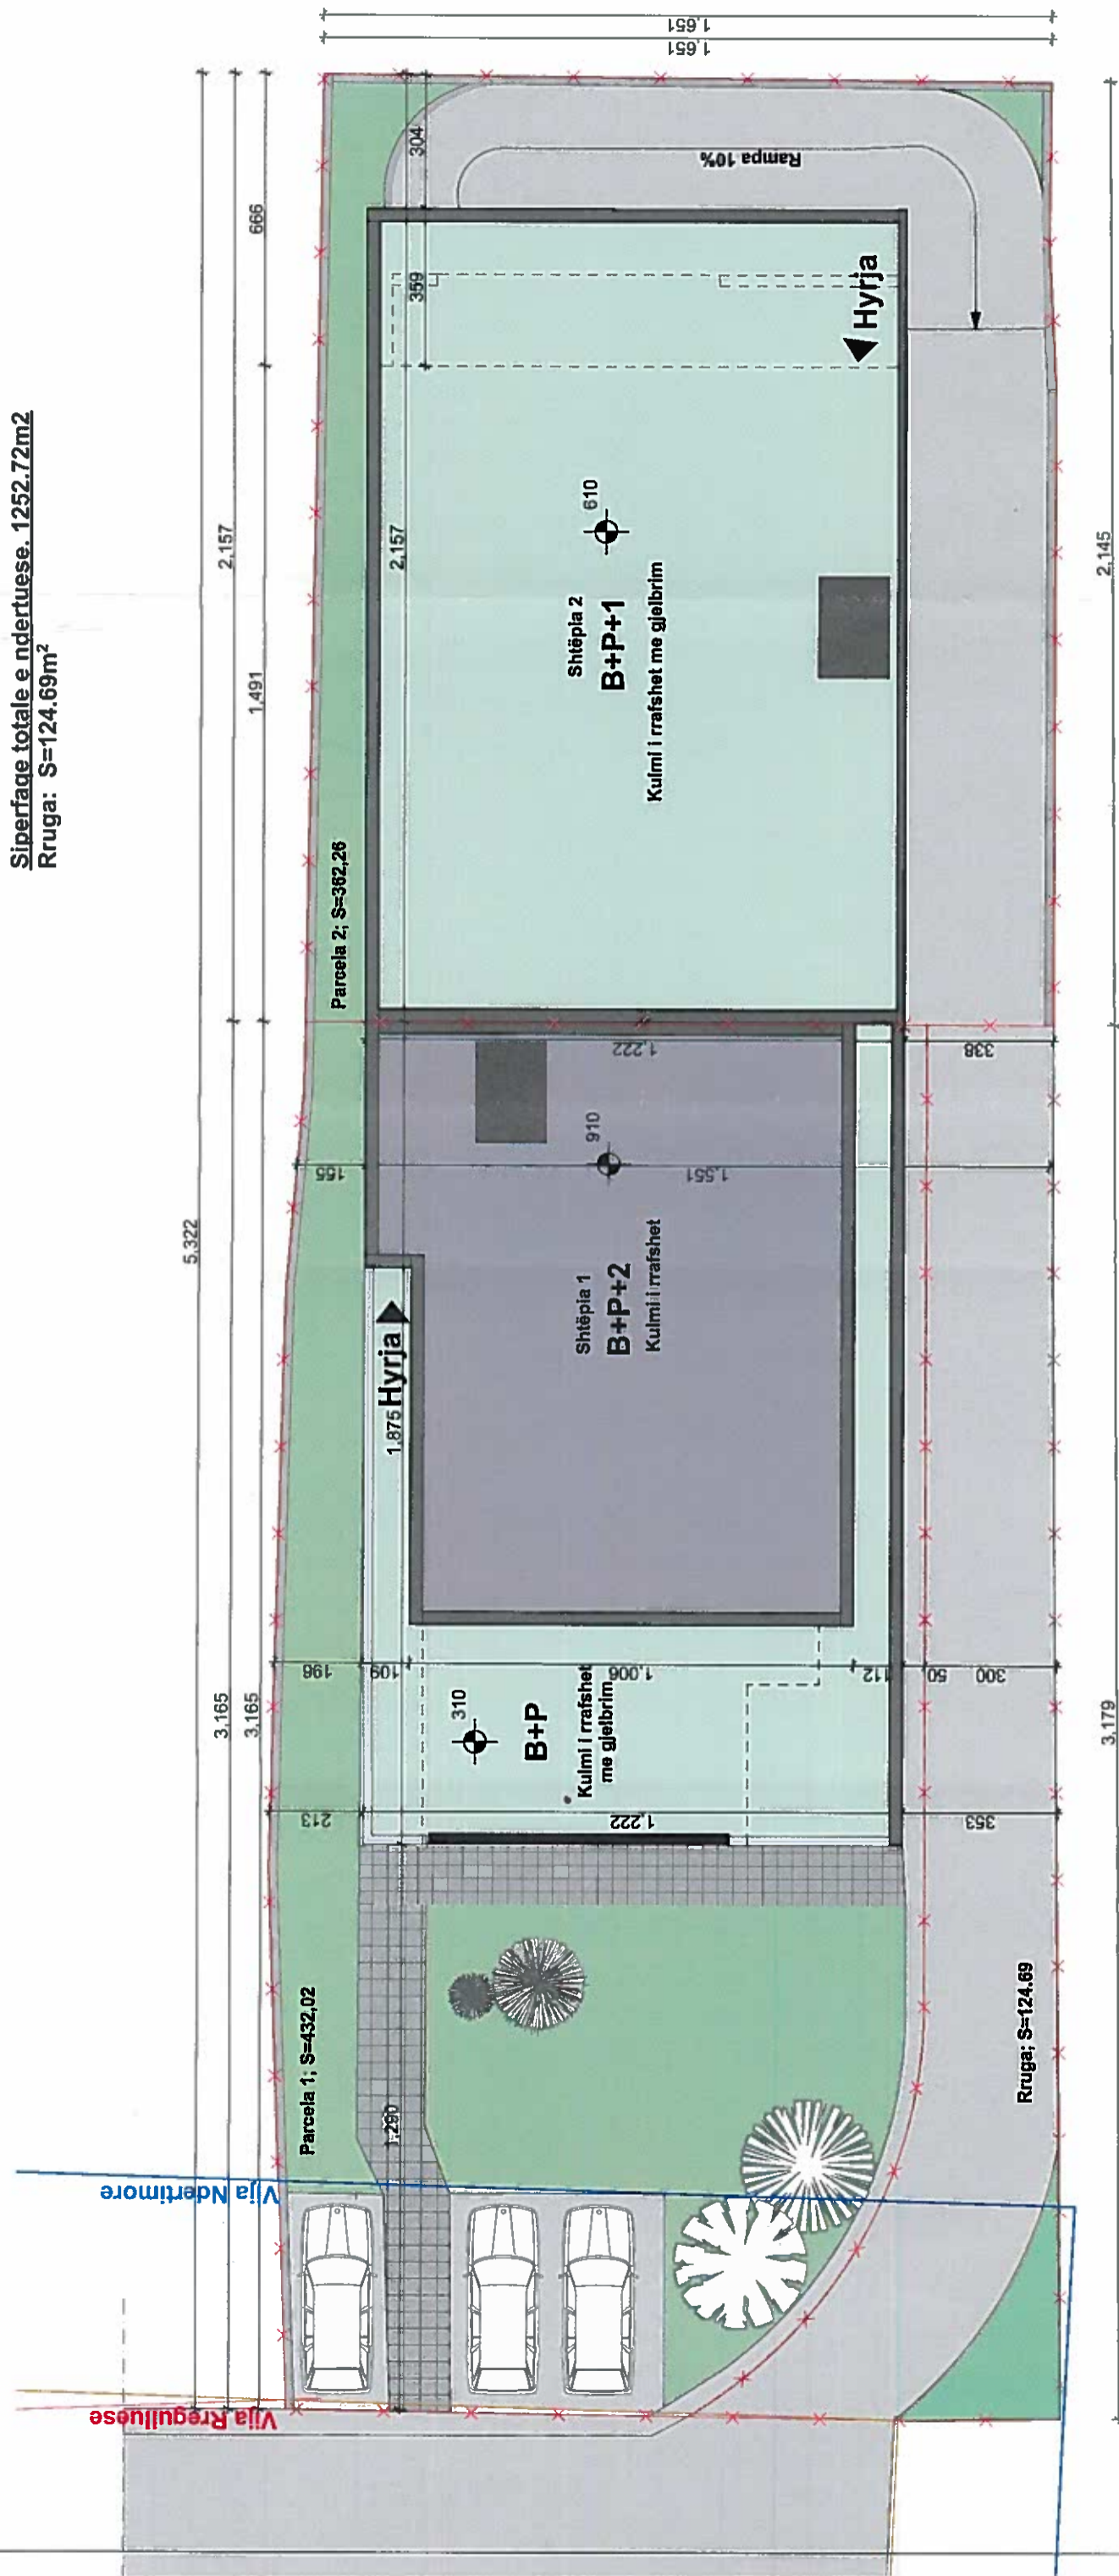 Siperfaqe totale e ndertuese. 1252.72m2
Rruga: S=124.69m²
5,322
2,157
3,165
666
1,491
3,165
1,651
1,651
304
359
2,157
Rampa 10%
Hyrja
Parcela 2; S=362,26
Shtëpia 2
B+P+1
610
Kulmi i rrafshet me gjelbrim
2,145
1,222
338
155
1,551
910
Shtëpia 1
B+P+2
Kulmi i rrafshet
Hyrja
1,875
196
109
1,006
112
50
300
310
B+P
Kulmi i rrafshet
me gjelbrim
213
1,222
353
3,179
Parcela 1; S=432,02
1,290
Rruga; S=124.69
Vija Ndertimore
Vija Rregulluese